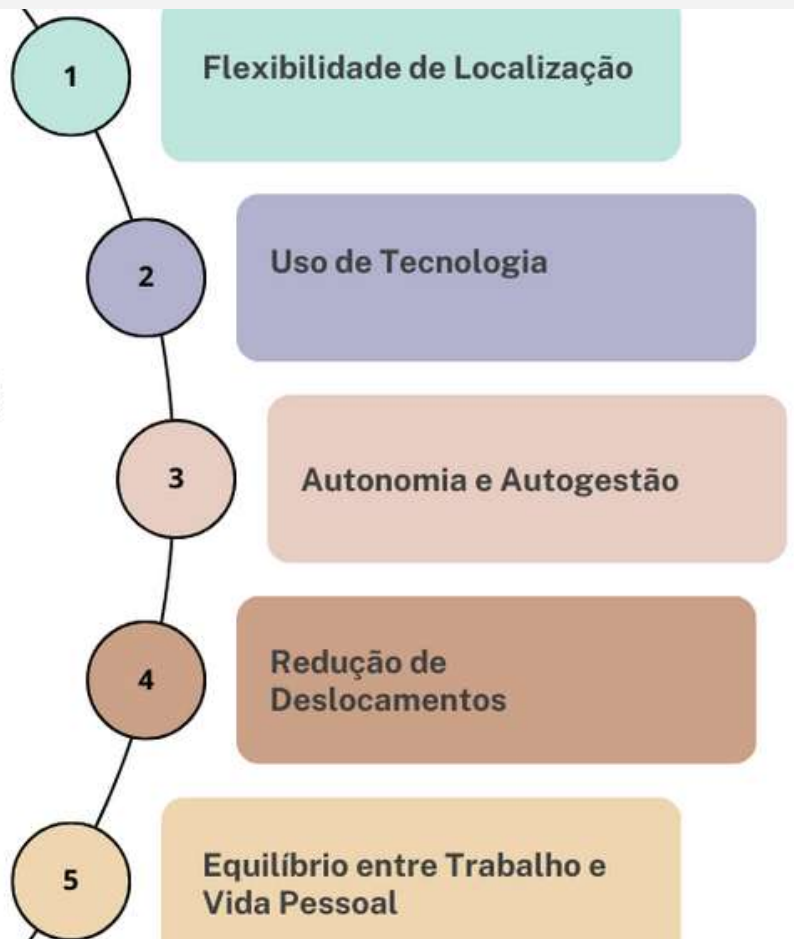 1
Flexibilidade de Localização
2
Uso de Tecnologia
3
Autonomia e Autogestão
4
Redução de
Deslocamentos
5
Equilíbrio entre Trabalho e
Vida Pessoal